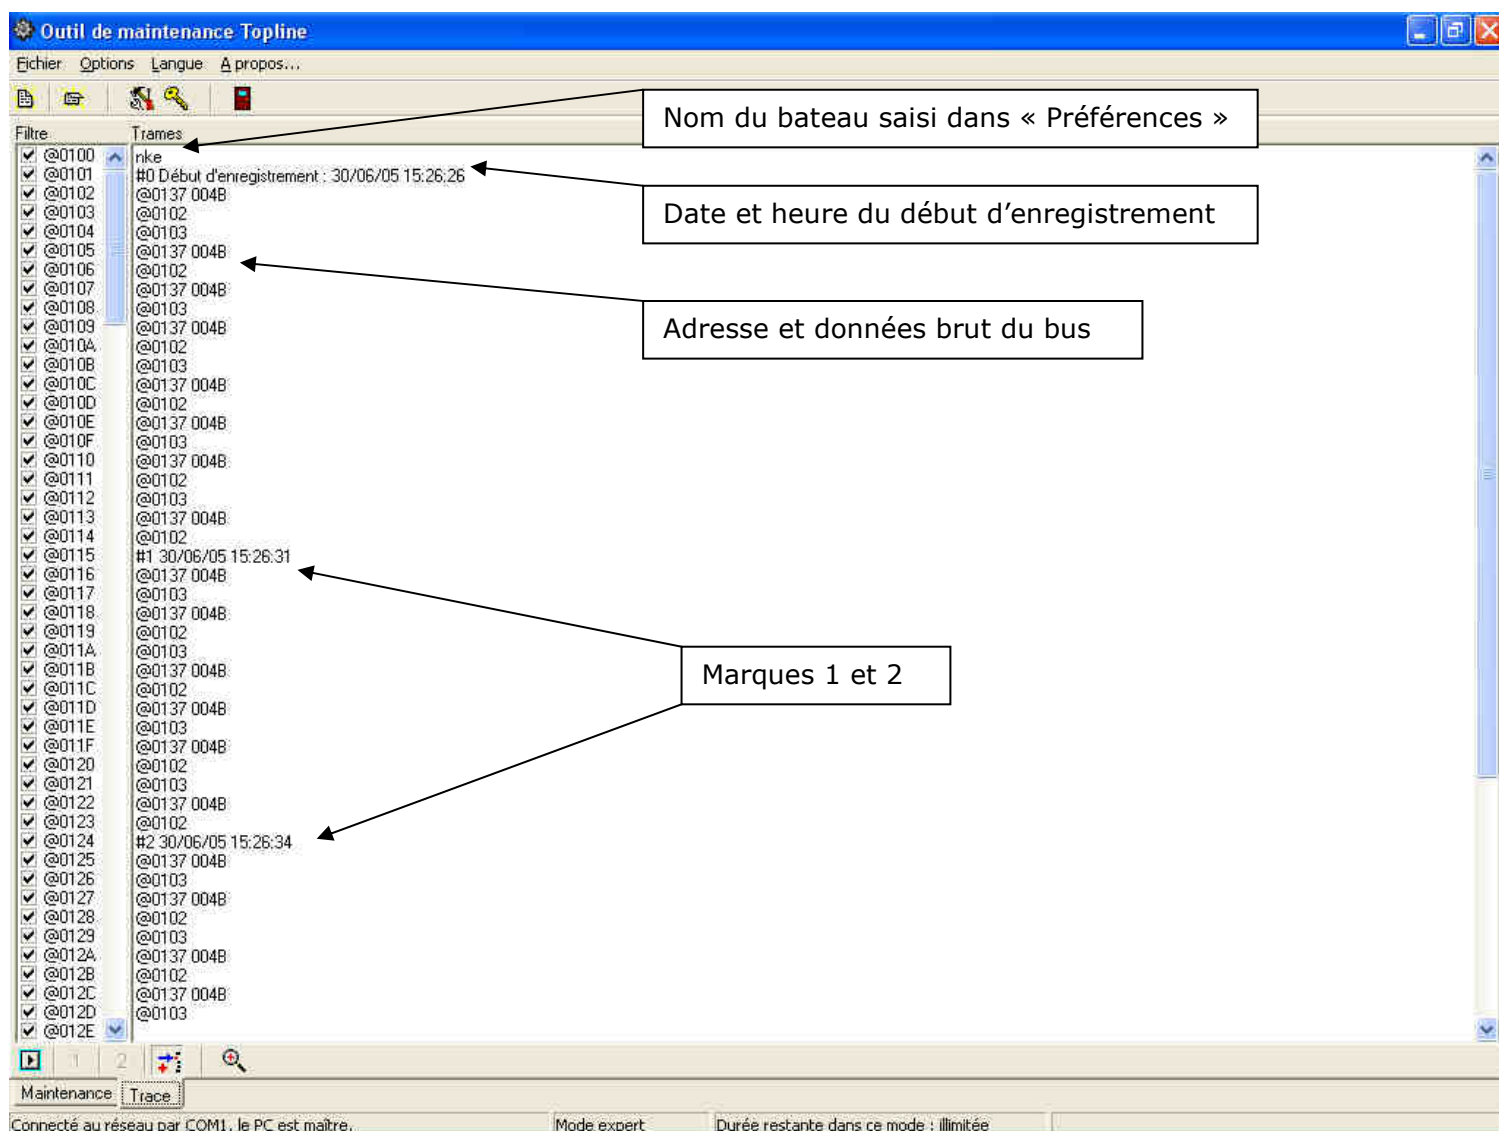 Outil de maintenance Topline
Fichier Options Langue A propos...
Filtre Trames
Nom du bateau saisi dans « Préférences »
Date et heure du début d'enregistrement
Adresse et données brut du bus
Marques 1 et 2
@0100 nke
@0101 #0 Début d'enregistrement : 30/06/05 15:26:26
@0102 @0137 004B
@0103 @0102
@0104 @0103
@0105 @0137 004B
@0106 @0102
@0107 @0137 004B
@0108 @0103
@0109 @0137 004B
@010A @0102
@010B @0103
@010C @0137 004B
@010D @0102
@010E @0137 004B
@010F @0103
@0110 @0137 004B
@0111 @0102
@0112 @0103
@0113 @0137 004B
@0114 @0102
@0115 #1 30/06/05 15:26:31
@0116 @0137 004B
@0117 @0103
@0118 @0137 004B
@0119 @0102
@011A @0103
@011B @0137 004B
@011C @0102
@011D @0137 004B
@011E @0103
@011F @0137 004B
@0120 @0102
@0121 @0103
@0122 @0137 004B
@0123 @0102
@0124 #2 30/06/05 15:26:34
@0125 @0137 004B
@0126 @0103
@0127 @0137 004B
@0128 @0102
@0129 @0103
@012A @0137 004B
@012B @0102
@012C @0137 004B
@012D @0103
@012E
1 2
Maintenance Trace
Connecté au réseau par COM1, le PC est maître. Mode expert Durée restante dans ce mode : illimitée